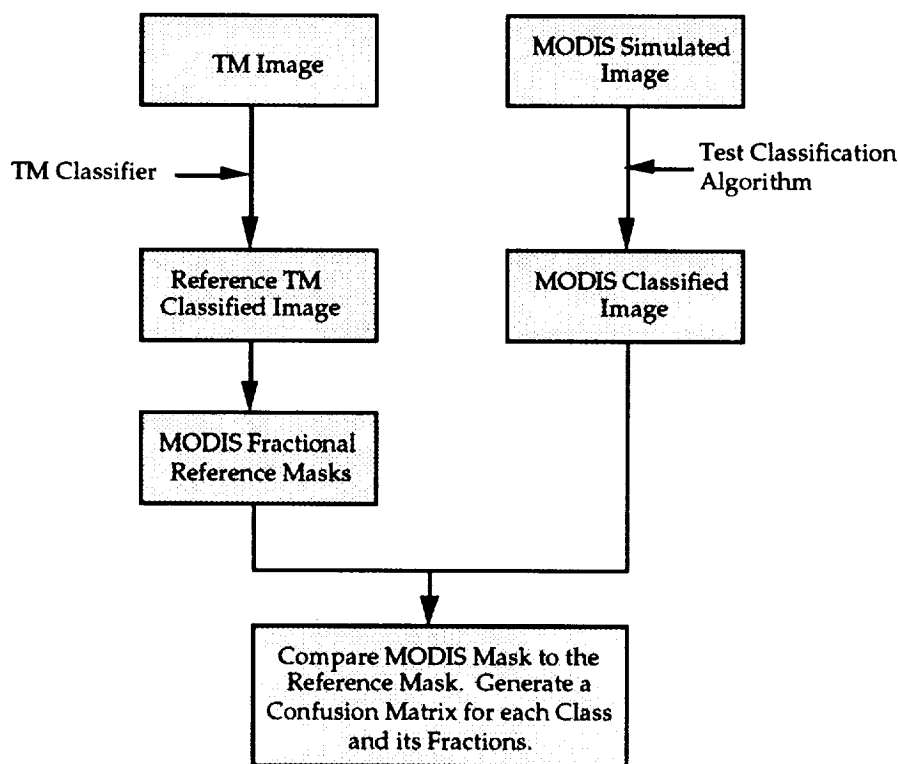 TM Image
MODIS Simulated
Image
TM Classifier
Test Classification
Algorithm
Reference TM
Classified Image
MODIS Classified
Image
MODIS Fractional
Reference Masks
Compare MODIS Mask to the
Reference Mask. Generate a
Confusion Matrix for each Class
and its Fractions.